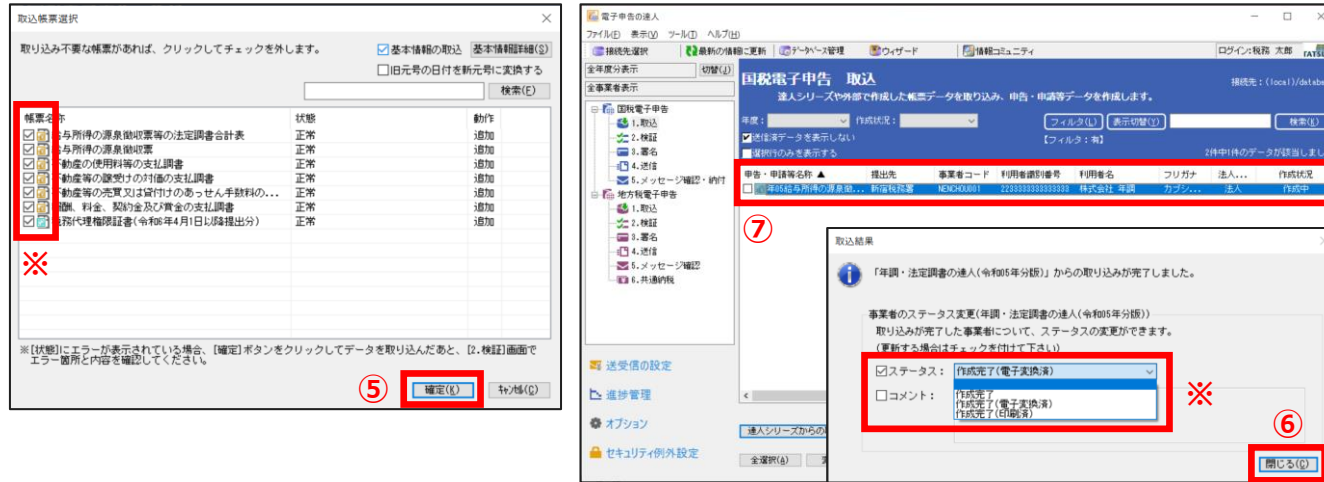 取込帳票選択
取り込み不要な帳票があれば、クリックしてチェックを外します。
基本情報の取込
基本情報詳細(S)
旧元号の日付を新元号に変換する
検索(F)
帳票名称 状態 動作
給与所得の源泉徴収票等の法定調書合計表 正常 追加
給与所得の源泉徴収票 正常 追加
不動産の使用料等の支払調書 正常 追加
不動産等の譲受けの対価の支払調書 正常 追加
不動産等の売買又は貸付けのあっせん手数料の... 正常 追加
報酬、料金、契約金及び賞金の支払調書 正常 追加
税務代理権限証書(令和6年4月1日以降提出分) 正常 追加
※
※[状態]にエラーが表示されている場合、[確定]ボタンをクリックしてデータを取り込んだあと、[2.検証]画面で
エラー箇所と内容を確認してください。
⑤
確定(K)
キャンセル(C)
電子申告の達人
ファイル(F) 表示(V) ツール(T) ヘルプ(H)
接続先選択 最新の情報に更新 データベース管理 ウィザード 情報コミュニティ ログイン:税務 太郎
全年度分表示 切替(J)
全事業者表示
国税電子申告
1.取込
2.検証
3.署名
4.送信
5.メッセージ確認・納付
地方税電子申告
1.取込
2.検証
3.署名
4.送信
5.メッセージ確認
6.共通納税
送受信の設定
進捗管理
オプション
セキュリティ例外設定
国税電子申告 取込
接続先:(local)/datab
達人シリーズや外部で作成した帳票データを取り込み、申告・申請等データを作成します。
年度: 作成状況: フィルタ(L) 表示切替(Y) 検索(K)
送信済データを表示しない 【フィルタ:有】
選択行のみを表示する 2件中1件のデータが該当しまし
申告・申請等名称 ▲ 提出先 事業者コード 利用者識別番号 利用者名 フリガナ 法人... 作成状況
年05給与所得の源泉徴... 新宿税務署 NENCHOU001 2233333333333333 株式会社 年調 カブシ... 法人 作成中
⑦
達人シリーズからの
全選択(A)
取込結果
「年調・法定調書の達人(令和05年分版)」からの取り込みが完了しました。
事業者のステータス変更(年調・法定調書の達人(令和05年分版))
取り込みが完了した事業者について、ステータスの変更ができます。
(更新する場合はチェックを付けて下さい)
ステータス: 作成完了(電子変換済)
コメント:
作成完了
作成完了(電子変換済)
作成完了(印刷済)
※
⑥
閉じる(C)